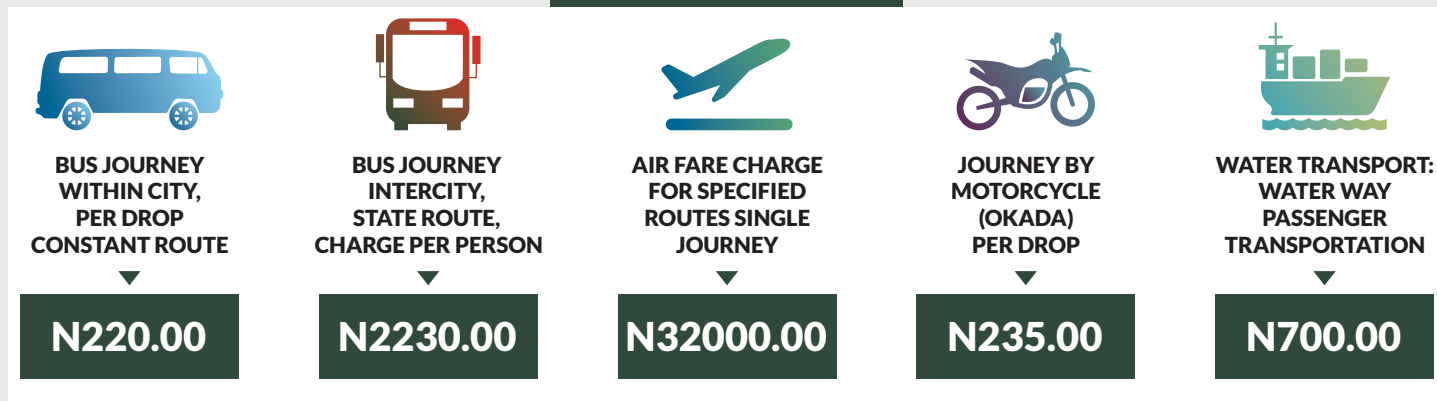 BUS JOURNEY
WITHIN CITY,
PER DROP
CONSTANT ROUTE
N220.00
BUS JOURNEY
INTERCITY,
STATE ROUTE,
CHARGE PER PERSON
N2230.00
AIR FARE CHARGE
FOR SPECIFIED
ROUTES SINGLE
JOURNEY
N32000.00
JOURNEY BY
MOTORCYCLE
(OKADA)
PER DROP
N235.00
WATER TRANSPORT:
WATER WAY
PASSENGER
TRANSPORTATION
N700.00